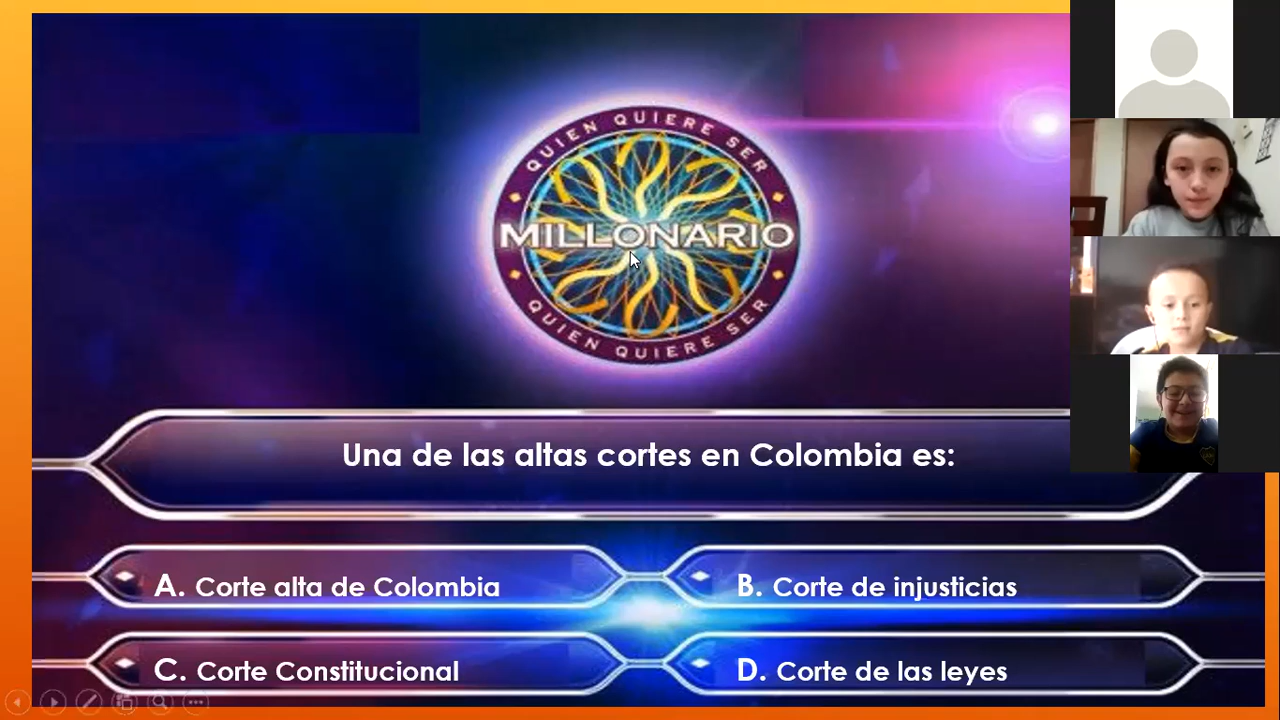 QUIEN QUIERE SER
MILLONARIO
QUIEN QUIERE SER
Una de las altas cortes en Colombia es:
A. Corte alta de Colombia
B. Corte de injusticias
C. Corte Constitucional
D. Corte de las leyes